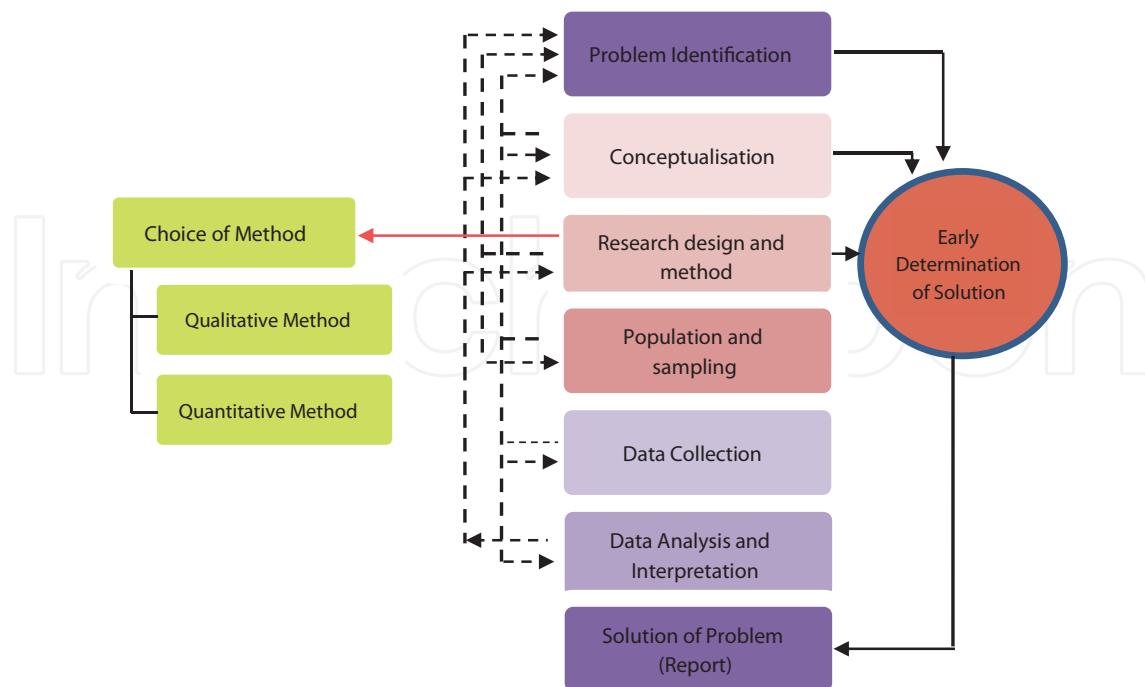 Problem Identification
Conceptualisation
Choice of Method
Research design and
method
Early
Determination
of Solution
Qualitative Method
Population and
sampling
Quantitative Method
Data Collection
Data Analysis and
Interpretation
Solution of Problem
(Report)